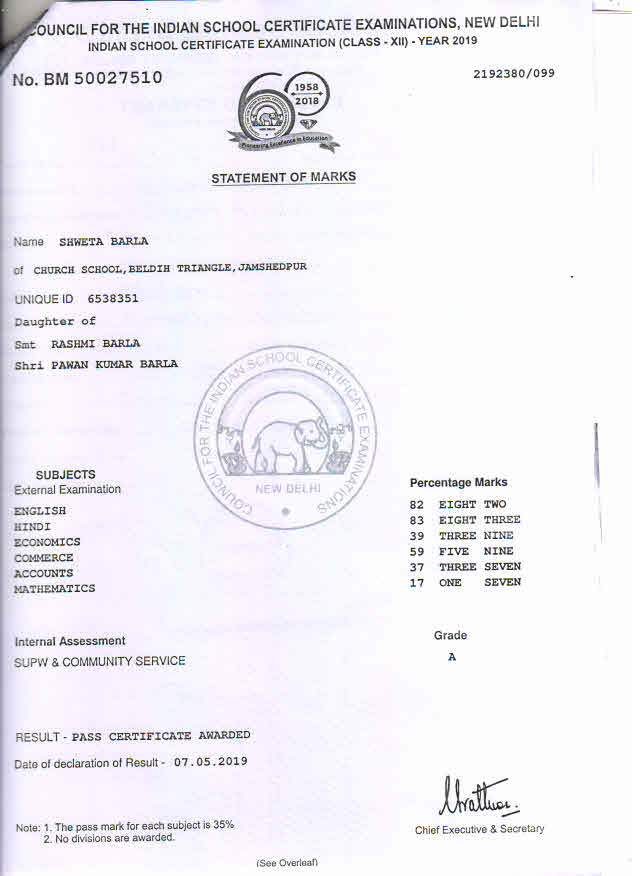 COUNCIL FOR THE INDIAN SCHOOL CERTIFICATE EXAMINATIONS, NEW DELHI
INDIAN SCHOOL CERTIFICATE EXAMINATION (CLASS - XII) - YEAR 2019
No. BM 50027510
2192380/099
1958
2018
NEW DELHI
Pioneering Excellence in Education
STATEMENT OF MARKS
Name SHWETA BARLA
of CHURCH SCHOOL,BELDIH TRIANGLE,JAMSHEDPUR
UNIQUE ID 6538351
Daughter of
Smt RASHMI BARLA
Shri PAWAN KUMAR BARLA
COUNCIL FOR THE INDIAN SCHOOL CERTIFICATE EXAMINATIONS
NEW DELHI
SUBJECTS
External Examination
Percentage Marks
ENGLISH 82 EIGHT TWO
HINDI 83 EIGHT THREE
ECONOMICS 39 THREE NINE
COMMERCE 59 FIVE NINE
ACCOUNTS 37 THREE SEVEN
MATHEMATICS 17 ONE SEVEN
Internal Assessment Grade
SUPW & COMMUNITY SERVICE A
RESULT - PASS CERTIFICATE AWARDED
Date of declaration of Result - 07.05.2019
Chief Executive & Secretary
Note: 1. The pass mark for each subject is 35%
2. No divisions are awarded.
(See Overleaf)